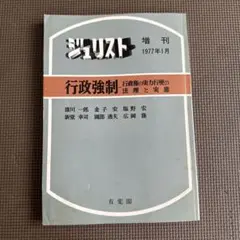 ジュリスト
増刊
1977年1月
行政強制
行政権の実力行使の
法理と実態
雄川一郎 金子宏 塩野宏
新堂幸司 園部逸夫 広岡隆
有斐閣